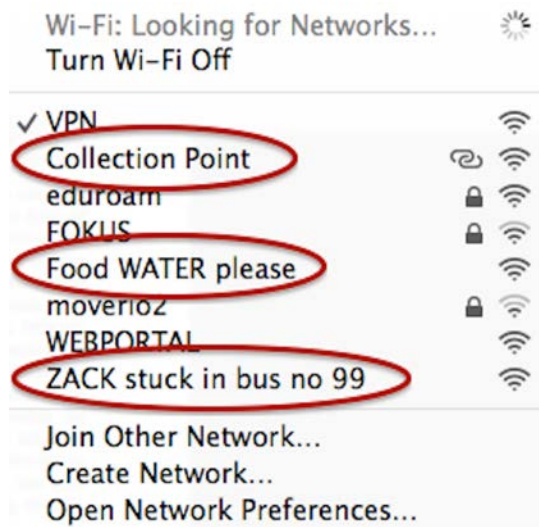 Wi-Fi: Looking for Networks...
Turn Wi-Fi Off
VPN
Collection Point
eduroam
FOKUS
Food WATER please
moverio2
WEBPORTAL
ZACK stuck in bus no 99
Join Other Network...
Create Network...
Open Network Preferences...